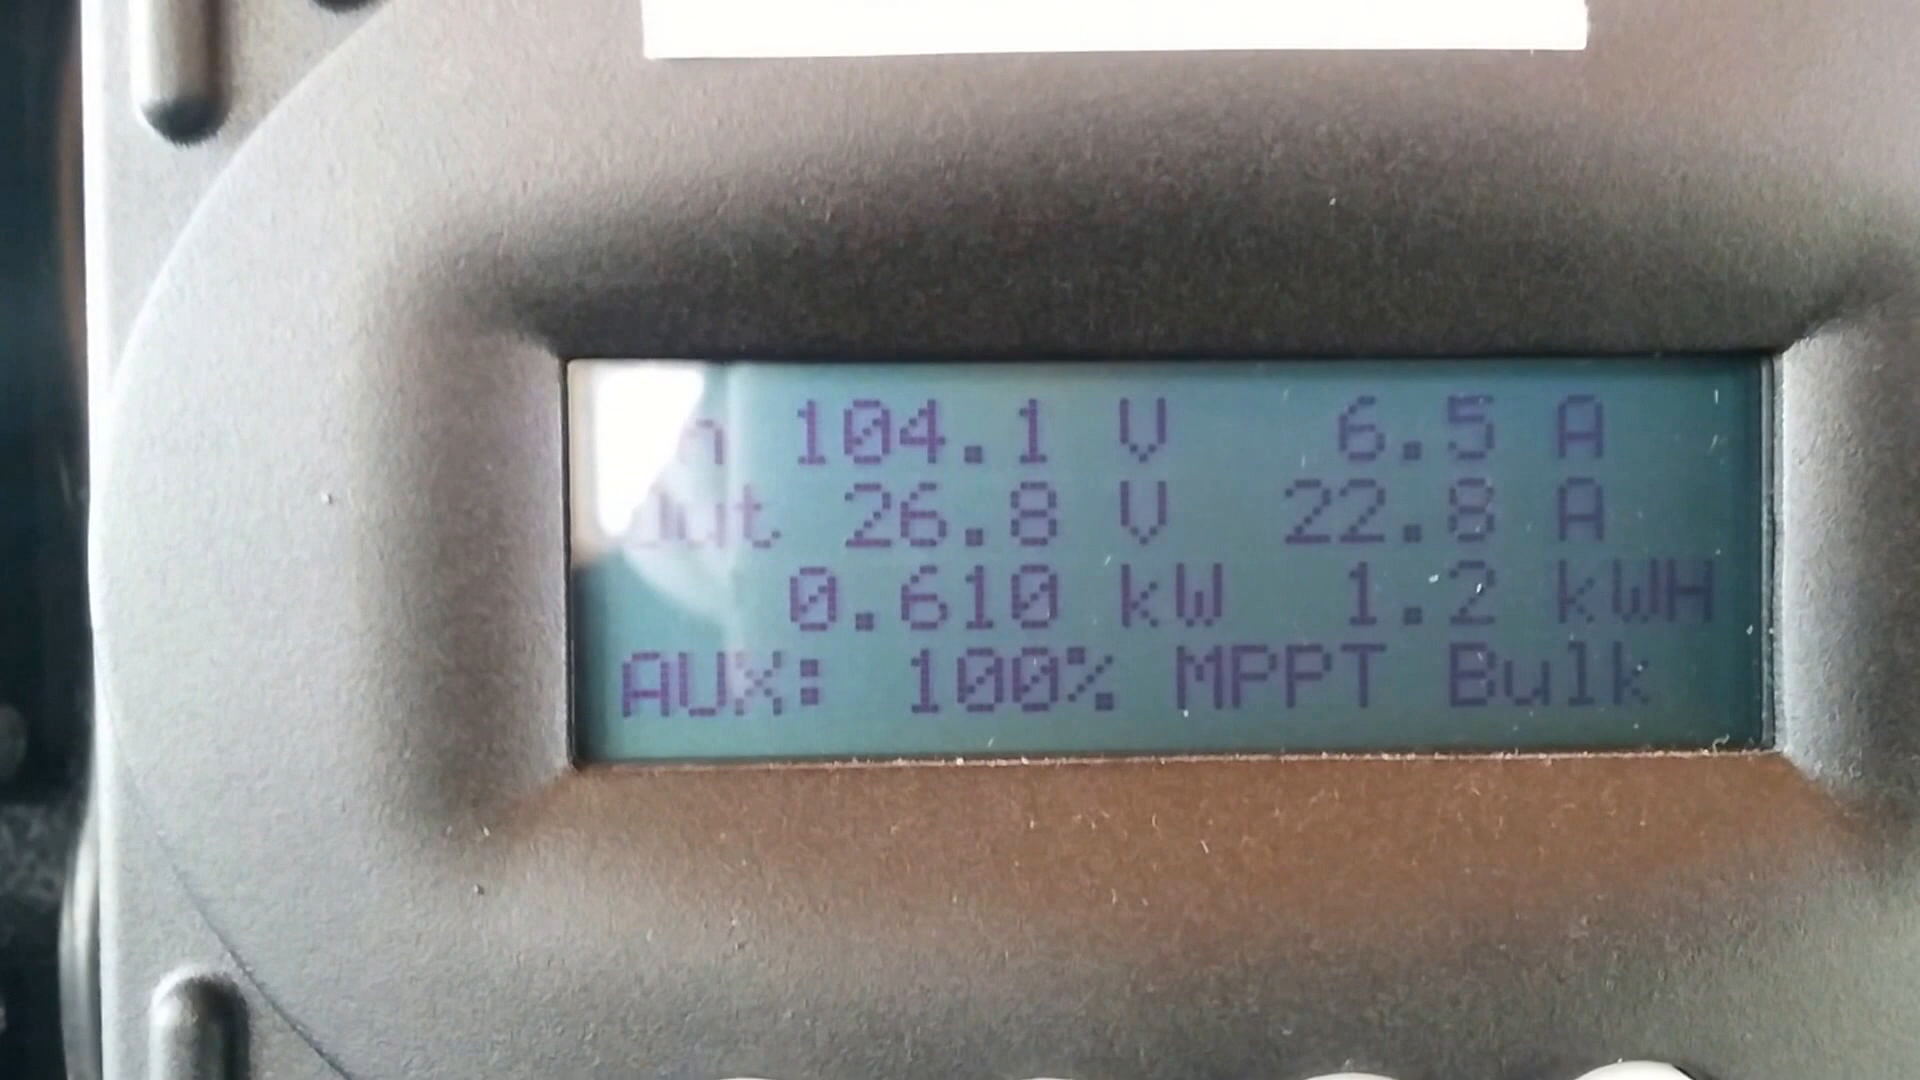 104.1 V 6.5 A
26.8 V 22.8 A
0.610 kW 1.2 kWH
AUX: 100% MPPT Bulk